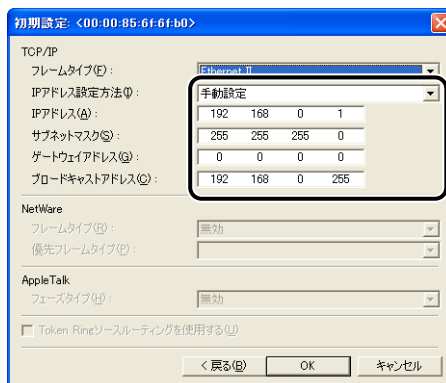 初期設定: <00:00:85:6f:6f:b0>
TCP/IP
フレームタイプ(F): Ethernet II
IPアドレス設定方法(I): 手動設定
IPアドレス(A): 192 168 0 1
サブネットマスク(S): 255 255 255 0
ゲートウェイアドレス(G): 0 0 0 0
ブロードキャストアドレス(C): 192 168 0 255
NetWare
フレームタイプ(R): 無効
優先フレームタイプ(P):
AppleTalk
フェーズタイプ(H): 無効
Token Ringソースルーティングを使用する(U)
< 戻る(B) OK キャンセル